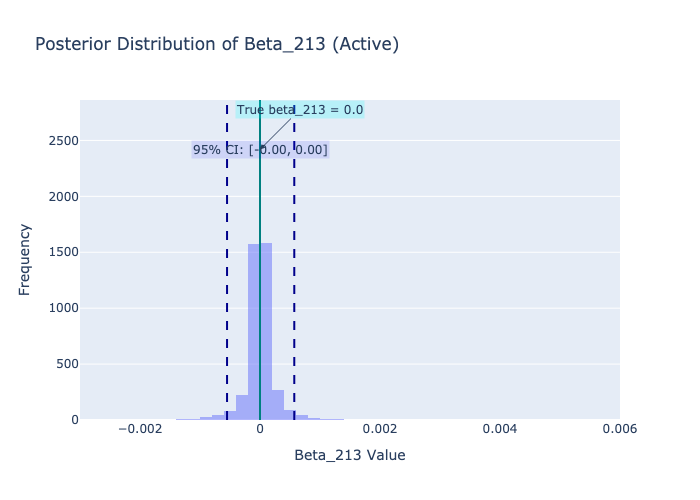 Posterior Distribution of Beta_213 (Active)
True beta_213 = 0.0
95% CI: [-0.00, 0.00]
2500
2000
1500
1000
500
0
Frequency
−0.002
0
0.002
0.004
0.006
Beta_213 Value